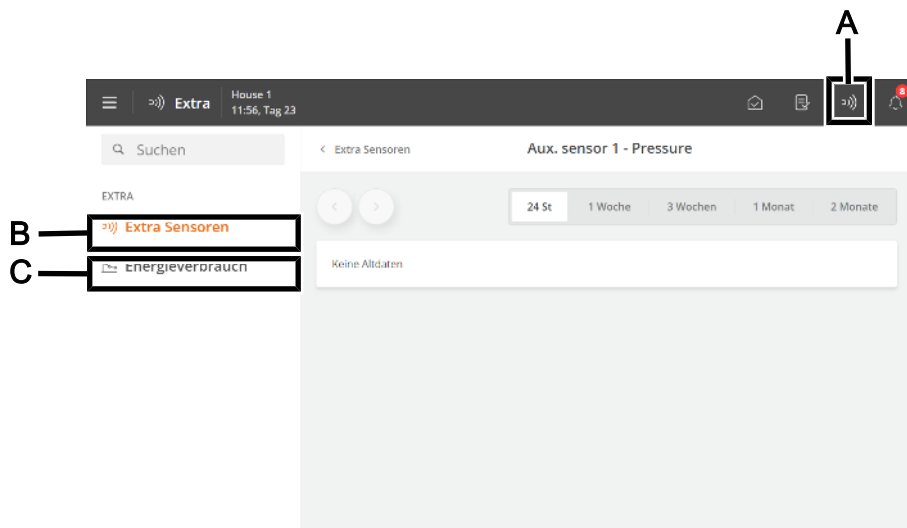 A
Extra
House 1
11:56, Tag 23
8
Suchen
Extra Sensoren
Aux. sensor 1 - Pressure
EXTRA
24 St
1 Woche
3 Wochen
1 Monat
2 Monate
B
Extra Sensoren
C
Energieverbrauch
Keine Altdaten